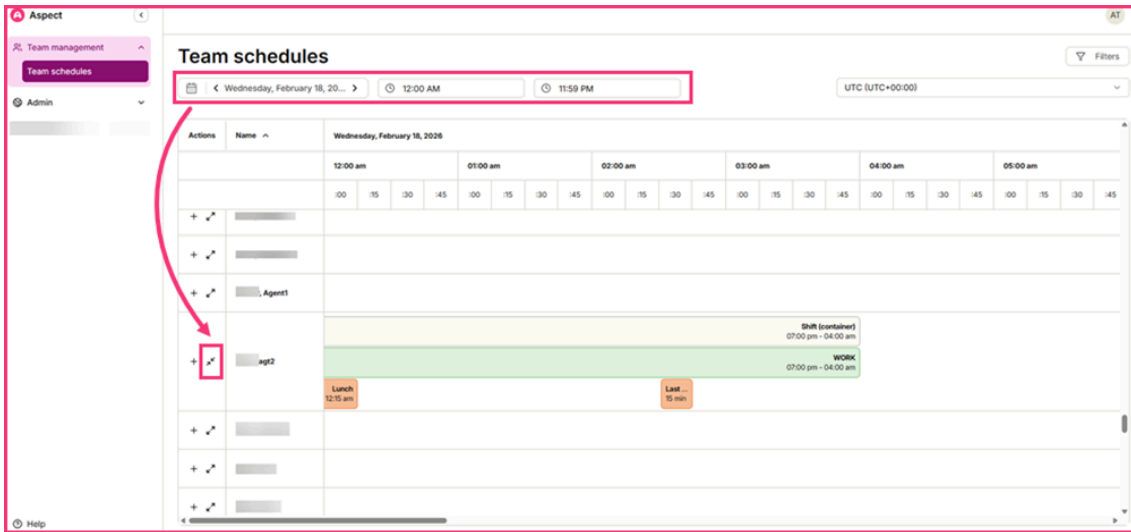 Aspect
AT
Team management
Team schedules
Admin
Help
Team schedules
Filters
Wednesday, February 18, 20...
12:00 AM
11:59 PM
UTC (UTC+00:00)
Actions Name Wednesday, February 18, 2026
12:00 am 01:00 am 02:00 am 03:00 am 04:00 am 05:00 am
:00 :15 :30 :45 :00 :15 :30 :45 :00 :15 :30 :45 :00 :15 :30 :45 :00 :15 :30 :45 :00 :15 :30 :45
, Agent1
Shift (container)
07:00 pm - 04:00 am
agt2
WORK
07:00 pm - 04:00 am
Lunch
12:15 am
Last ...
15 min